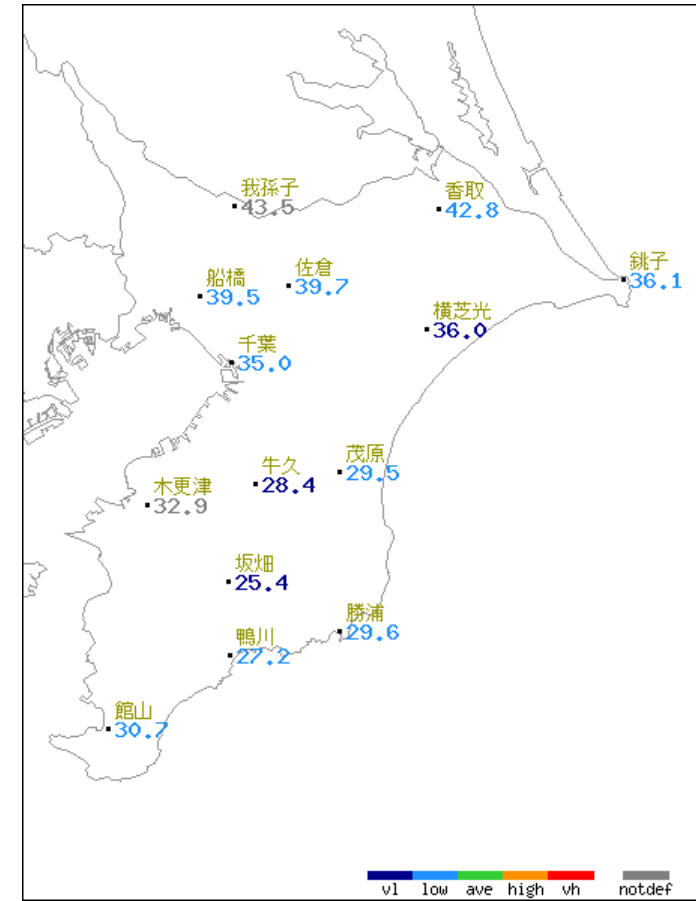 我孫子
43.5
香取
42.8
佐倉
39.7
船橋
39.5
銚子
36.1
横芝光
36.0
千葉
35.0
茂原
29.5
牛久
28.4
木更津
32.9
坂畑
25.4
勝浦
29.6
鴨川
27.2
館山
30.7
vl low ave high vh notdef